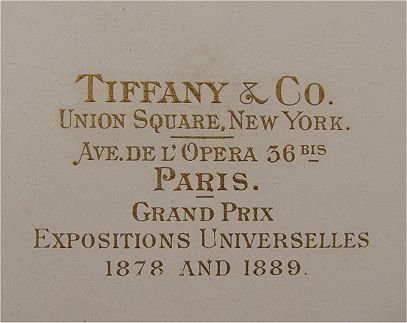 TIFFANY & CO.
UNION SQUARE, NEW YORK.
AVE. DE L'OPERA 36 BIS
PARIS.
GRAND PRIX
EXPOSITIONS UNIVERSELLES
1878 AND 1889.